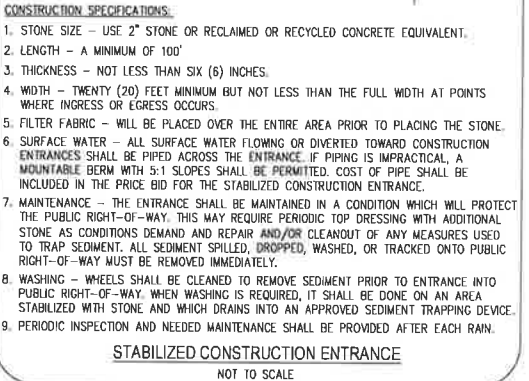 CONSTRUCTION SPECIFICATIONS:
1. STONE SIZE - USE 2" STONE OR RECLAIMED OR RECYCLED CONCRETE EQUIVALENT.
2. LENGTH - A MINIMUM OF 100'
3. THICKNESS - NOT LESS THAN SIX (6) INCHES.
4. WIDTH - TWENTY (20) FEET MINIMUM BUT NOT LESS THAN THE FULL WIDTH AT POINTS
WHERE INGRESS OR EGRESS OCCURS.
5. FILTER FABRIC - WILL BE PLACED OVER THE ENTIRE AREA PRIOR TO PLACING THE STONE.
6. SURFACE WATER - ALL SURFACE WATER FLOWING OR DIVERTED TOWARD CONSTRUCTION
ENTRANCES SHALL BE PIPED ACROSS THE ENTRANCE. IF PIPING IS IMPRACTICAL, A
MOUNTABLE BERM WITH 5:1 SLOPES SHALL BE PERMITTED. COST OF PIPE SHALL BE
INCLUDED IN THE PRICE BID FOR THE STABILIZED CONSTRUCTION ENTRANCE.
7. MAINTENANCE - THE ENTRANCE SHALL BE MAINTAINED IN A CONDITION WHICH WILL PROTECT
THE PUBLIC RIGHT-OF-WAY. THIS MAY REQUIRE PERIODIC TOP DRESSING WITH ADDITIONAL
STONE AS CONDITIONS DEMAND AND REPAIR AND/OR CLEANOUT OF ANY MEASURES USED
TO TRAP SEDIMENT. ALL SEDIMENT SPILLED, DROPPED, WASHED, OR TRACKED ONTO PUBLIC
RIGHT-OF-WAY MUST BE REMOVED IMMEDIATELY.
8. WASHING - WHEELS SHALL BE CLEANED TO REMOVE SEDIMENT PRIOR TO ENTRANCE INTO
PUBLIC RIGHT-OF-WAY. WHEN WASHING IS REQUIRED, IT SHALL BE DONE ON AN AREA
STABILIZED WITH STONE AND WHICH DRAINS INTO AN APPROVED SEDIMENT TRAPPING DEVICE.
9. PERIODIC INSPECTION AND NEEDED MAINTENANCE SHALL BE PROVIDED AFTER EACH RAIN.
STABILIZED CONSTRUCTION ENTRANCE
NOT TO SCALE